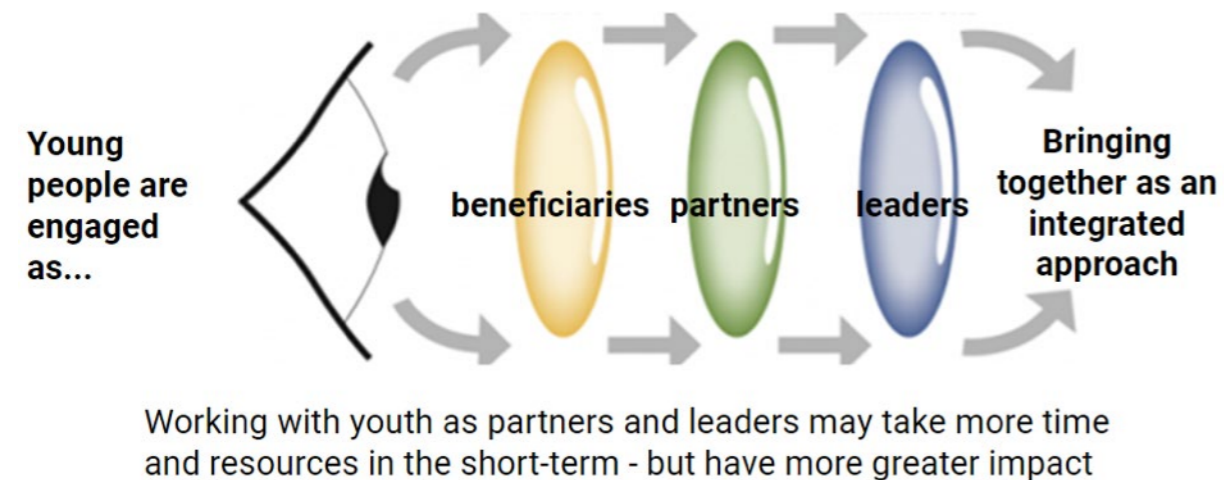 Young
people are
engaged
as...
beneficiaries
partners
leaders
Bringing
together as an
integrated
approach
Working with youth as partners and leaders may take more time
and resources in the short-term - but have more greater impact